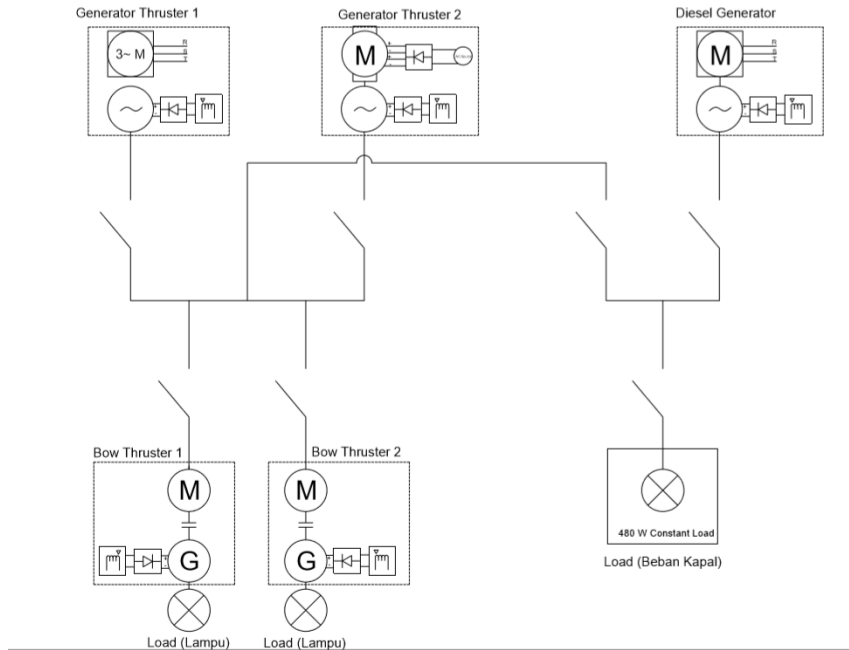 Generator Thruster 1
Generator Thruster 2
Diesel Generator
3~ M
M
M
Bow Thruster 1
Bow Thruster 2
M
M
G
G
480 W Constant Load
Load (Beban Kapal)
Load (Lampu)
Load (Lampu)